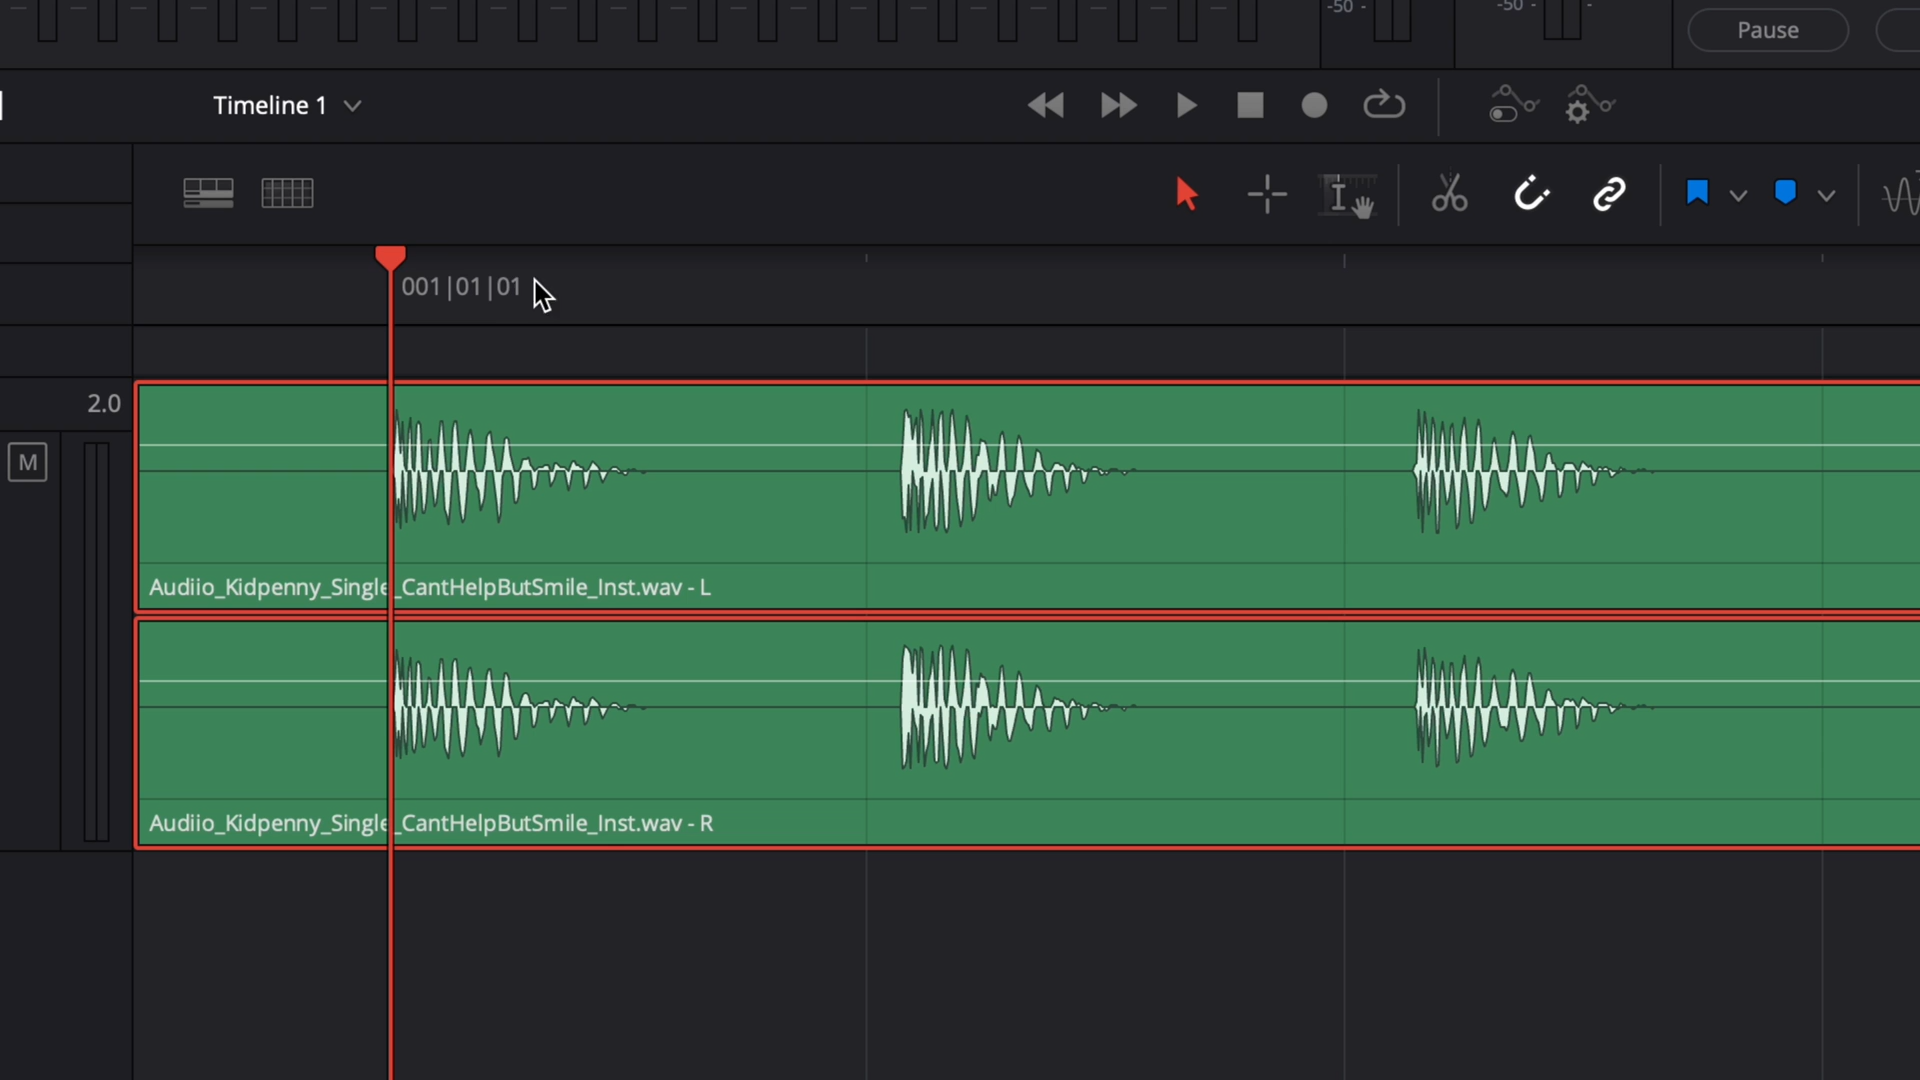 -50 -
-50 -
Pause
Timeline 1
001|01|01
2.0
M
Audiio_Kidpenny_Single_CantHelpButSmile_Inst.wav - L
Audiio_Kidpenny_Single_CantHelpButSmile_Inst.wav - R